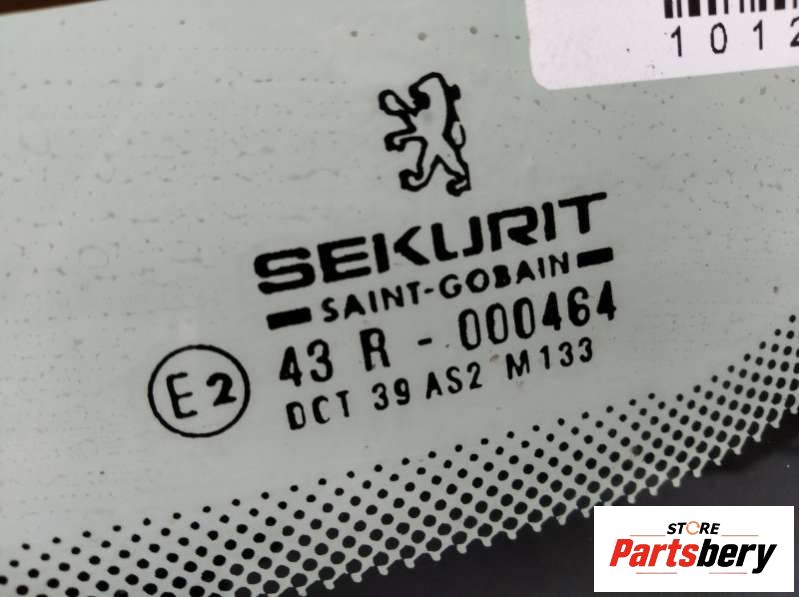 1012
SEKURIT
SAINT-GOBAIN
E2
43 R - 000464
DCT 39 AS2 M133
STORE
Partsbery